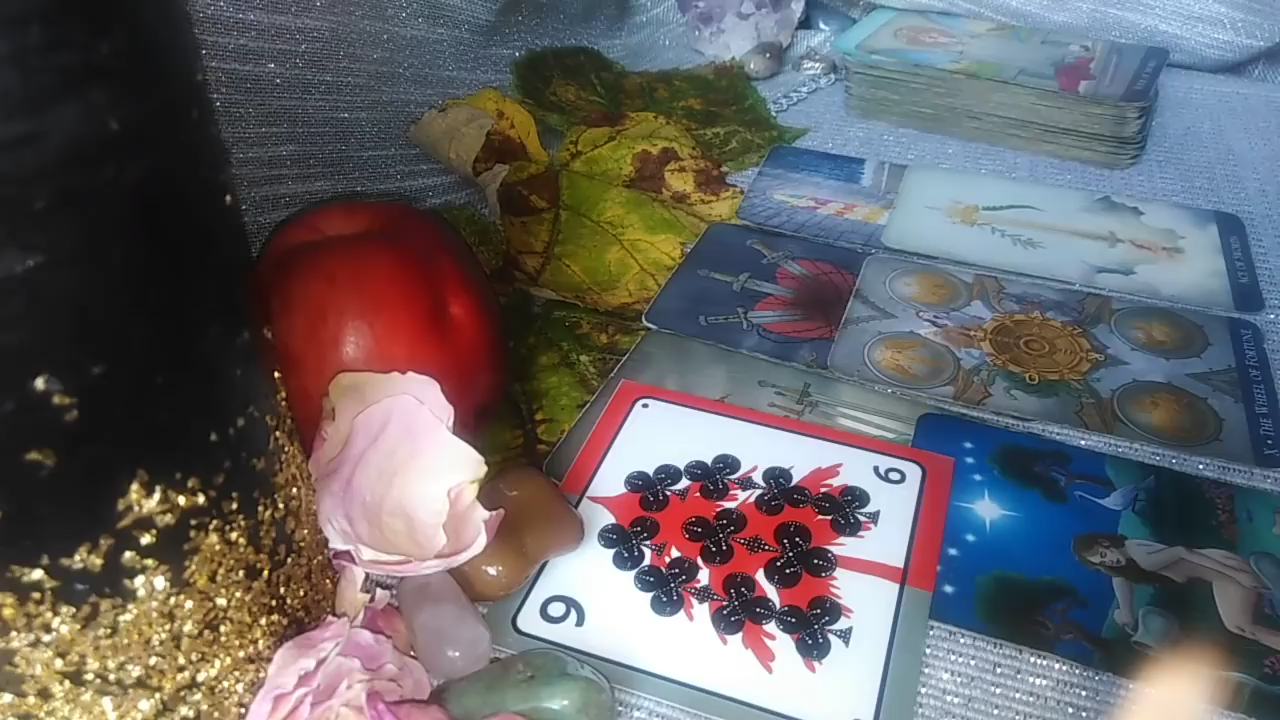 ACE OF SWORDS
X • THE WHEEL OF FORTUNE
9
9